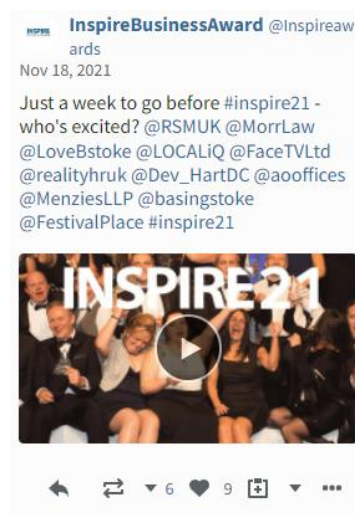 INSPIRE
InspireBusinessAward @Inspireaw
ards
Nov 18, 2021
Just a week to go before #inspire21 -
who's excited? @RSMUK @MorrLaw
@LoveBstoke @LOCALiQ @FaceTVLtd
@realityhruk @Dev_HartDC @aooffices
@MenziesLLP @basingstoke
@FestivalPlace #inspire21
INSPIRE21
6 9